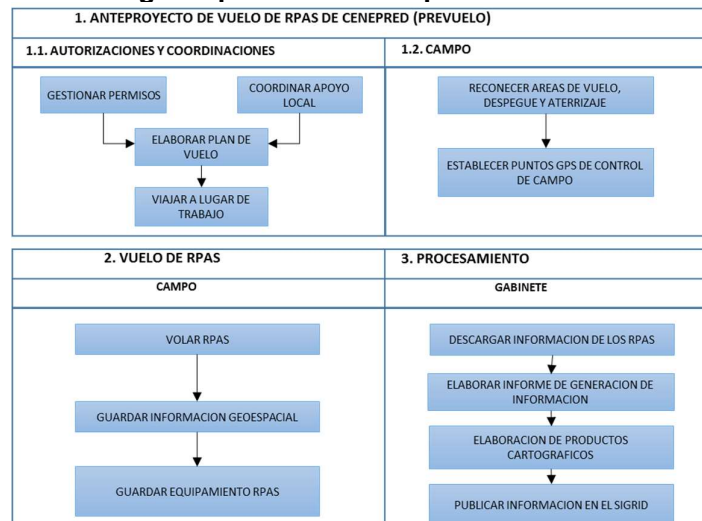 1. ANTEPROYECTO DE VUELO DE RPAS DE CENEPRED (PREVUELO)
1.1. AUTORIZACIONES Y COORDINACIONES
GESTIONAR PERMISOS
COORDINAR APOYO
LOCAL
ELABORAR PLAN DE
VUELO
VIAJAR A LUGAR DE
TRABAJO
1.2. CAMPO
RECONECER AREAS DE VUELO,
DESPEGUE Y ATERRIZAJE
ESTABLECER PUNTOS GPS DE CONTROL
DE CAMPO
2. VUELO DE RPAS
CAMPO
VOLAR RPAS
GUARDAR INFORMACION GEOESPACIAL
GUARDAR EQUIPAMIENTO RPAS
3. PROCESAMIENTO
GABINETE
DESCARGAR INFORMACION DE LOS RPAS
ELABORAR INFORME DE GENERACION DE
INFORMACION
ELABORACION DE PRODUCTOS
CARTOGRAFICOS
PUBLICAR INFORMACION EN EL SIGRID